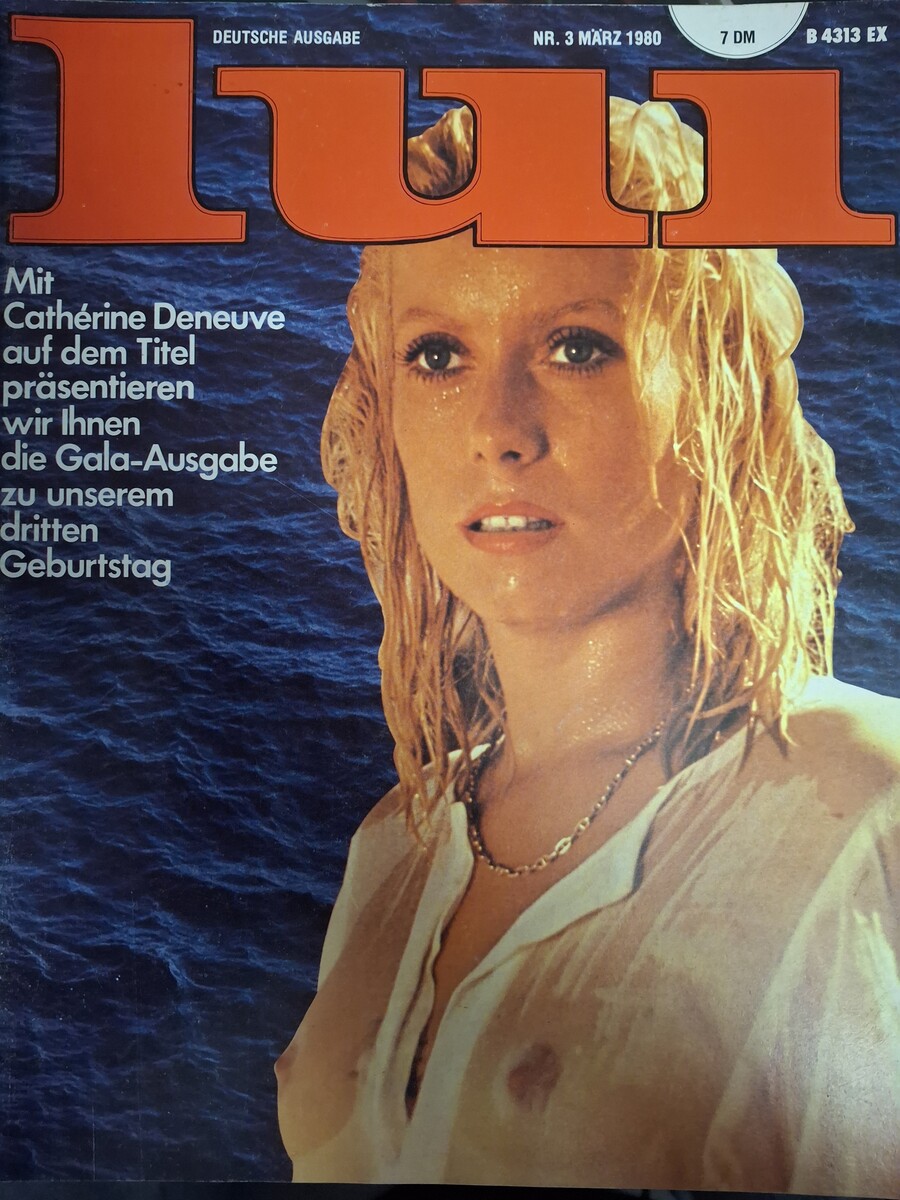 DEUTSCHE AUSGABE
NR. 3 MÄRZ 1980
7 DM
B 4313 EX
lui
Mit
Cathérine Deneuve
auf dem Titel
präsentieren
wir Ihnen
die Gala-Ausgabe
zu unserem
dritten
Geburtstag